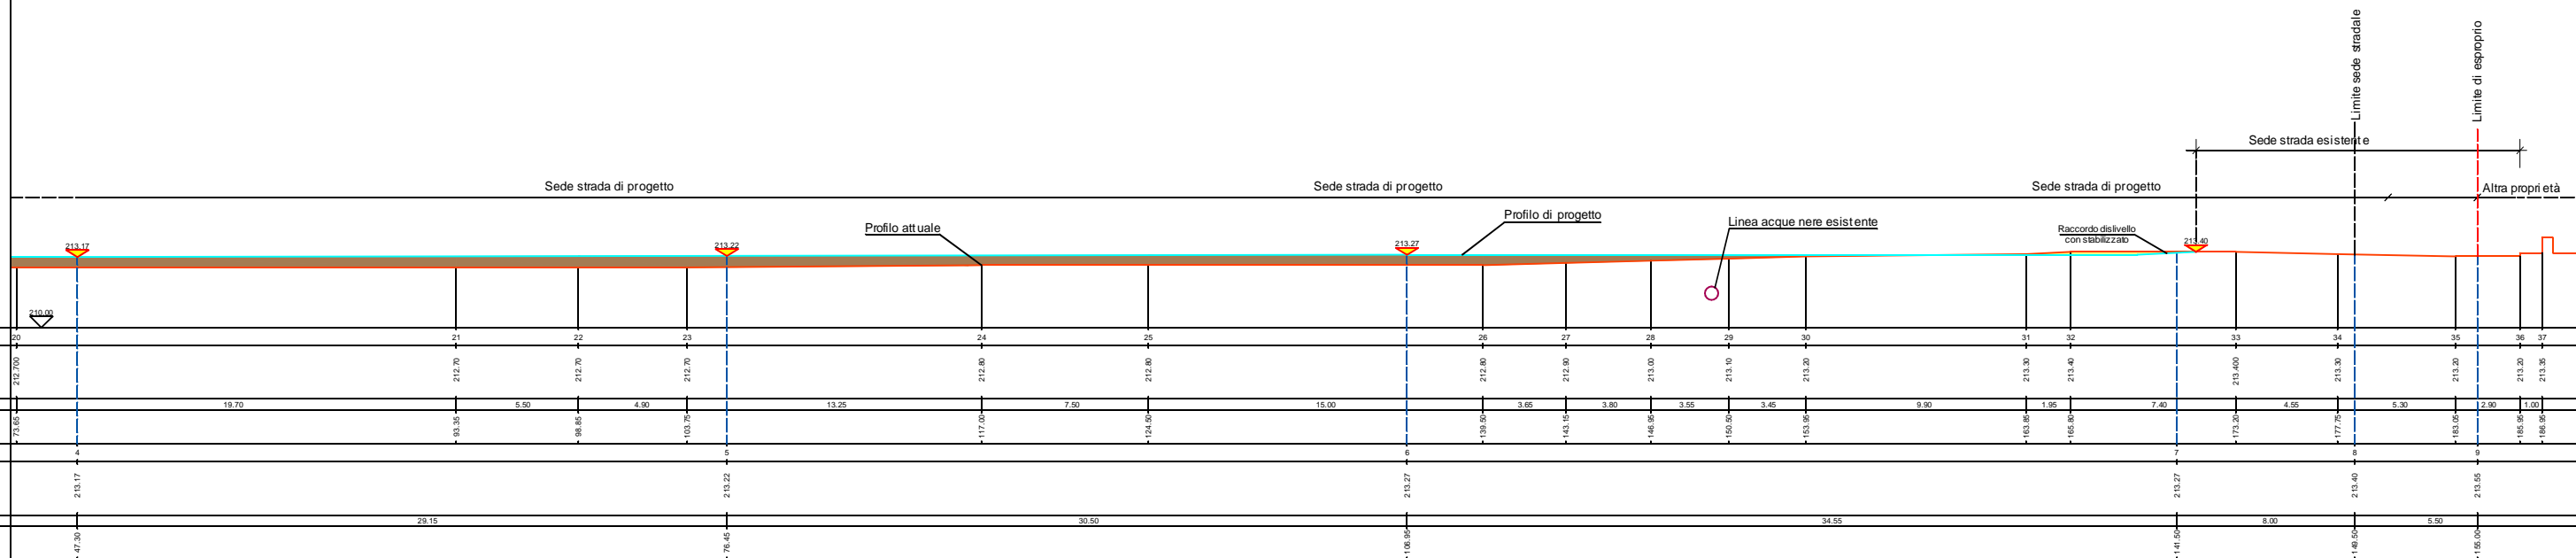 Limite sede stradale
Limite di esproprio
Sede strada esistente
Sede strada di progetto
Sede strada di progetto
Sede strada di progetto
Altra proprietà
Profilo attuale
Profilo di progetto
Linea acque nere esistente
Raccordo dislivello
con stabilizzato
213.17
213.22
213.27
213.40
210.00
20 21 22 23 24 25 26 27 28 29 30 31 32 33 34 35 36 37
212.700 212.70 212.70 212.70 212.80 212.80 212.80 212.90 213.00 213.10 213.20 213.30 213.40 213.400 213.30 213.20 213.20 213.35
19.70 5.50 4.90 13.25 7.50 15.00 3.65 3.80 3.55 3.45 9.90 1.95 7.40 4.55 5.30 2.90 1.00
73.65 93.35 98.85 103.75 117.00 124.50 139.50 143.15 146.95 150.50 153.95 163.85 165.80 173.20 177.75 183.05 185.95 186.95
4 5 6 7 8 9
213.17 213.22 213.27 213.27 213.40 213.55
29.15 30.50 34.55 8.00 5.50
47.30 76.45 106.95 141.50 149.50 155.00